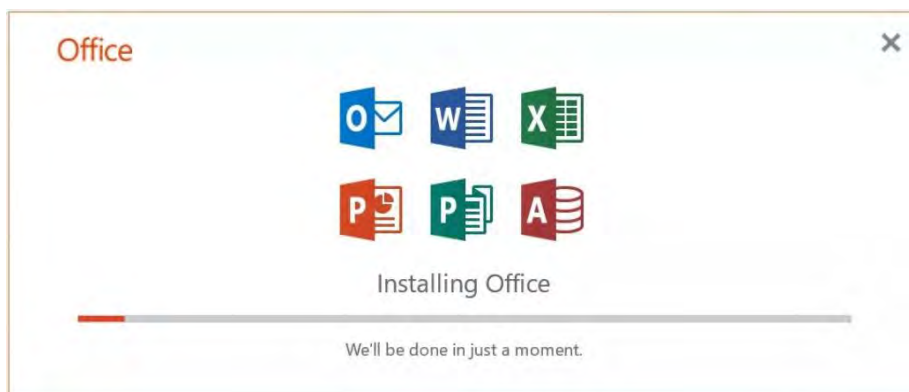 Office
O W X
P P A
Installing Office
We'll be done in just a moment.